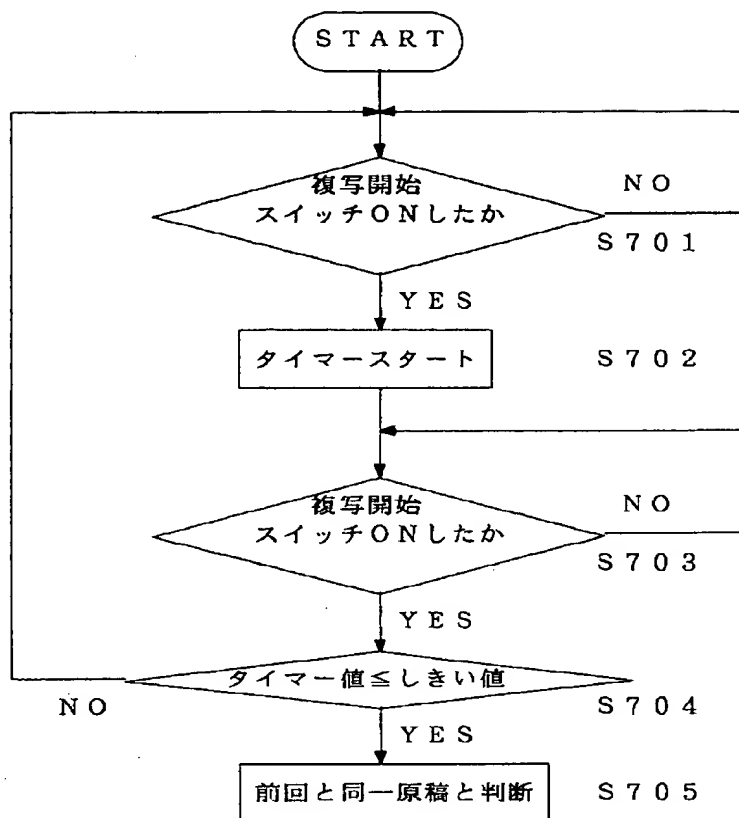 START
複写開始
スイッチONしたか
NO
S701
YES
タイマースタート
S702
複写開始
スイッチONしたか
NO
S703
YES
タイマー値≦しきい値
NO
S704
YES
前回と同一原稿と判断
S705